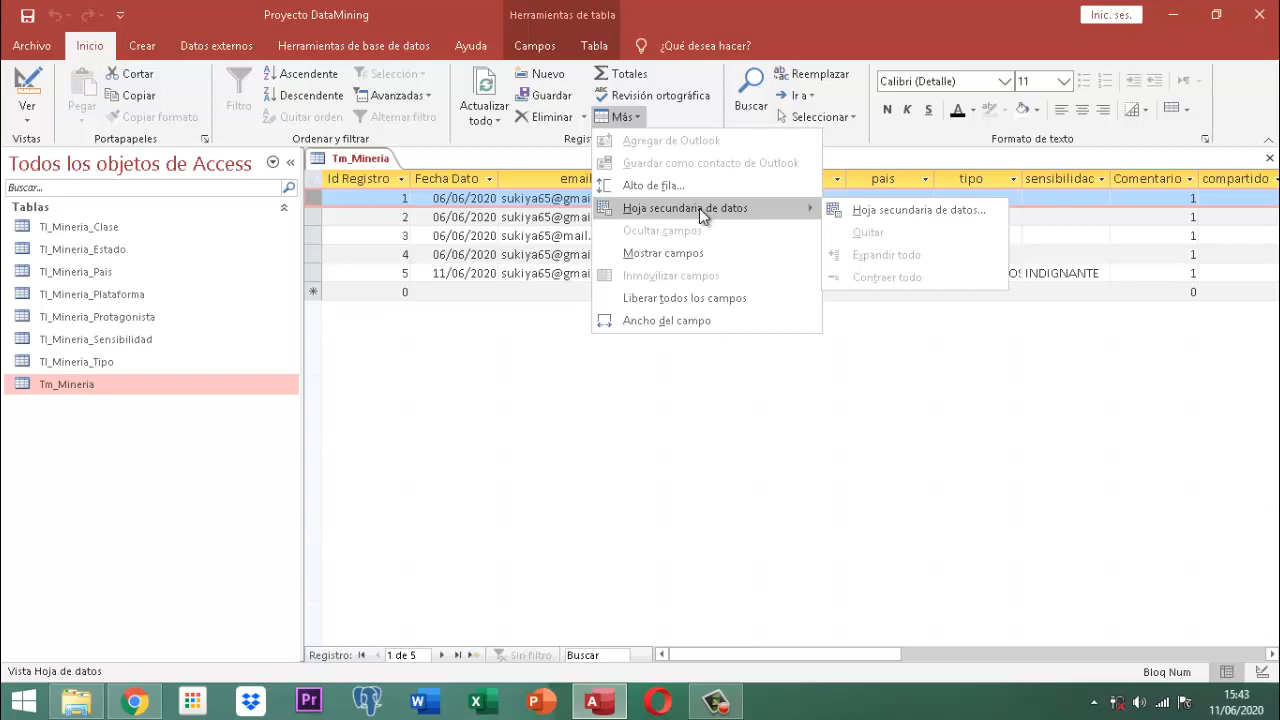 Proyecto DataMining
Herramientas de tabla
Inic. ses.
Archivo Inicio Crear Datos externos Herramientas de base de datos Ayuda Campos Tabla ¿Qué desea hacer?
Ver
Vistas
Pegar
Cortar
Copiar
Copiar formato
Portapapeles
Filtro
Ascendente
Descendente
Quitar orden
Selección
Avanzada
Alternar filtro
Ordenar y filtrar
Actualizar
todo
Nuevo
Guardar
Eliminar
Totales
Revisión ortográfica
Más
Regis
Buscar
Reemplazar
Ir a
Seleccionar
Calibri (Detalle) 11
N K S A
Formato de texto
Todos los objetos de Access
Buscar...
Tablas
Tl_Mineria_Clase
Tl_Mineria_Estado
Tl_Mineria_Pais
Tl_Mineria_Plataforma
Tl_Mineria_Protagonista
Tl_Mineria_Sensibilidad
Tl_Mineria_Tipo
Tm_Mineria
Tm_Mineria
Id Registro Fecha Dato email pais tipo sensibilidac Comentario compartido
1 06/06/2020 sukiya65@gmai 1
2 06/06/2020 sukiya65@gmai 1
3 06/06/2020 sukiya65@mail. 1
4 06/06/2020 sukiya65@gmai 1
5 11/06/2020 sukiya65@gmai INDIGNANTE 1
0 0
Agregar de Outlook
Guardar como contacto de Outlook
Alto de fila...
Hoja secundaria de datos
Ocultar campos
Mostrar campos
Inmovilizar campos
Liberar todos los campos
Ancho del campo
Hoja secundaria de datos...
Quitar
Expandir todo
Contraer todo
Registro: 1 de 5 Sin filtro Buscar
Vista Hoja de datos
Bloq Num
15:43
11/06/2020